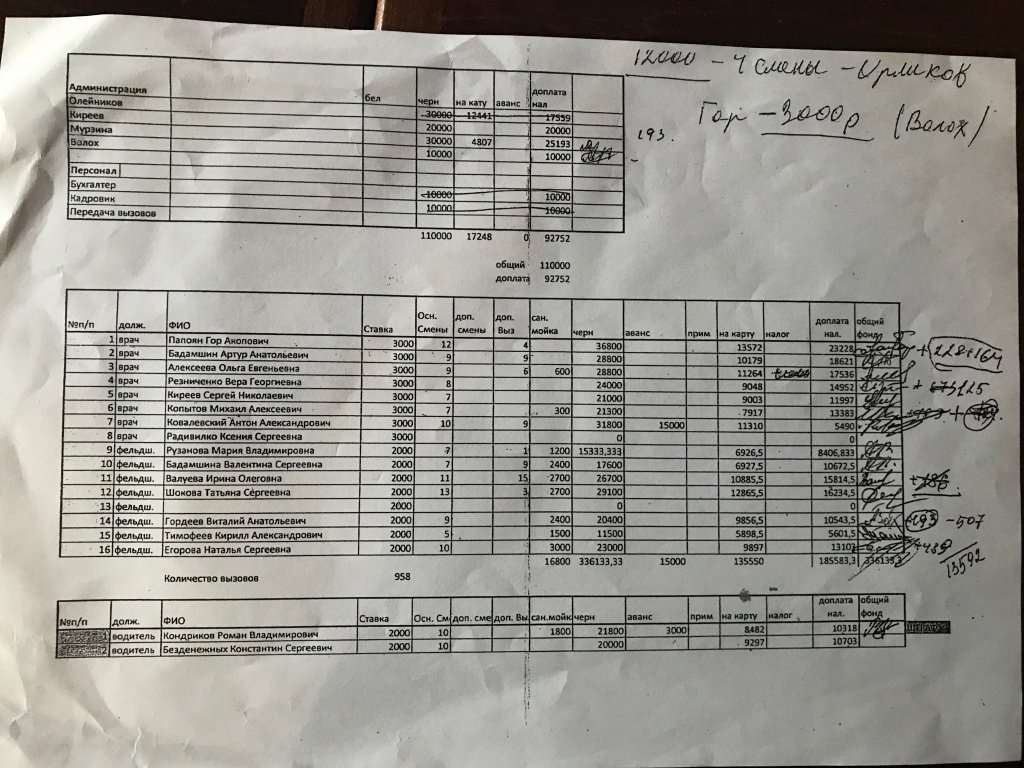 12000 - 4 смены - Урликов
Гор - 3000р (Волох)
193.
Администрация бел черн на кату аванс доплата нал
Олейников 30000 12441 17559
Киреев 20000 20000
Мурзина 30000 4807 25193
Волох 10000 10000
Персонал
Бухгалтер 10000 10000
Кадровик 10000 10000
Передача вызовов
110000 17248 0 92752
общий 110000
доплата 92752
№п/п долж. ФИО Ставка Осн. Смены доп. смены доп. Выз сан. мойка черн аванс прим на карту налог доплата нал. общий фонд
1 врач Папоян Гор Акопович 3000 12 4 36800 13572 23228 + 228+164
2 врач Бадамшин Артур Анатольевич 3000 9 9 28800 10179 18621
3 врач Алексеева Ольга Евгеньевна 3000 9 6 600 28800 11264 17536
4 врач Резниченко Вера Георгиевна 3000 8 24000 9048 14952 + 125
5 врач Киреев Сергей Николаевич 3000 7 21000 9003 11997
6 врач Копытов Михаил Алексеевич 3000 7 300 21300 7917 13383
7 врач Ковалевский Антон Александрович 3000 10 9 31800 15000 11310 5490
8 врач Радивилко Ксения Сергеевна 3000 0 0
9 фельдш. Рузанова Мария Владимировна 2000 7 1 1200 15333,333 6926,5 8406,833
10 фельдш. Бадамшина Валентина Сергеевна 2000 7 9 2400 17600 6927,5 10672,5
11 фельдш. Валуева Ирина Олеговна 2000 11 15 2700 26700 10885,5 15814,5 +186
12 фельдш. Шокова Татьяна Сергеевна 2000 13 3 2700 29100 12865,5 16234,5
13 фельдш. 2000 0 0
14 фельдш. Гордеев Виталий Анатольевич 2000 9 2400 20400 9856,5 10543,5 +193 -507
15 фельдш. Тимофеев Кирилл Александрович 2000 5 1500 11500 5898,5 5601,5
16 фельдш. Егорова Наталья Сергеевна 2000 10 3000 23000 9897 13103 +489
16800 336133,33 15000 135550 185583,3 336133,3 13592
Количество вызовов 958
№п/п долж. ФИО Ставка Осн. См доп. сме доп. Вы сан.мойк черн аванс прим на карту налог доплата нал. общий фонд
1 водитель Кондриков Роман Владимирович 2000 10 1800 21800 3000 8482 10318
2 водитель Безденежных Константин Сергеевич 2000 10 20000 9297 10703